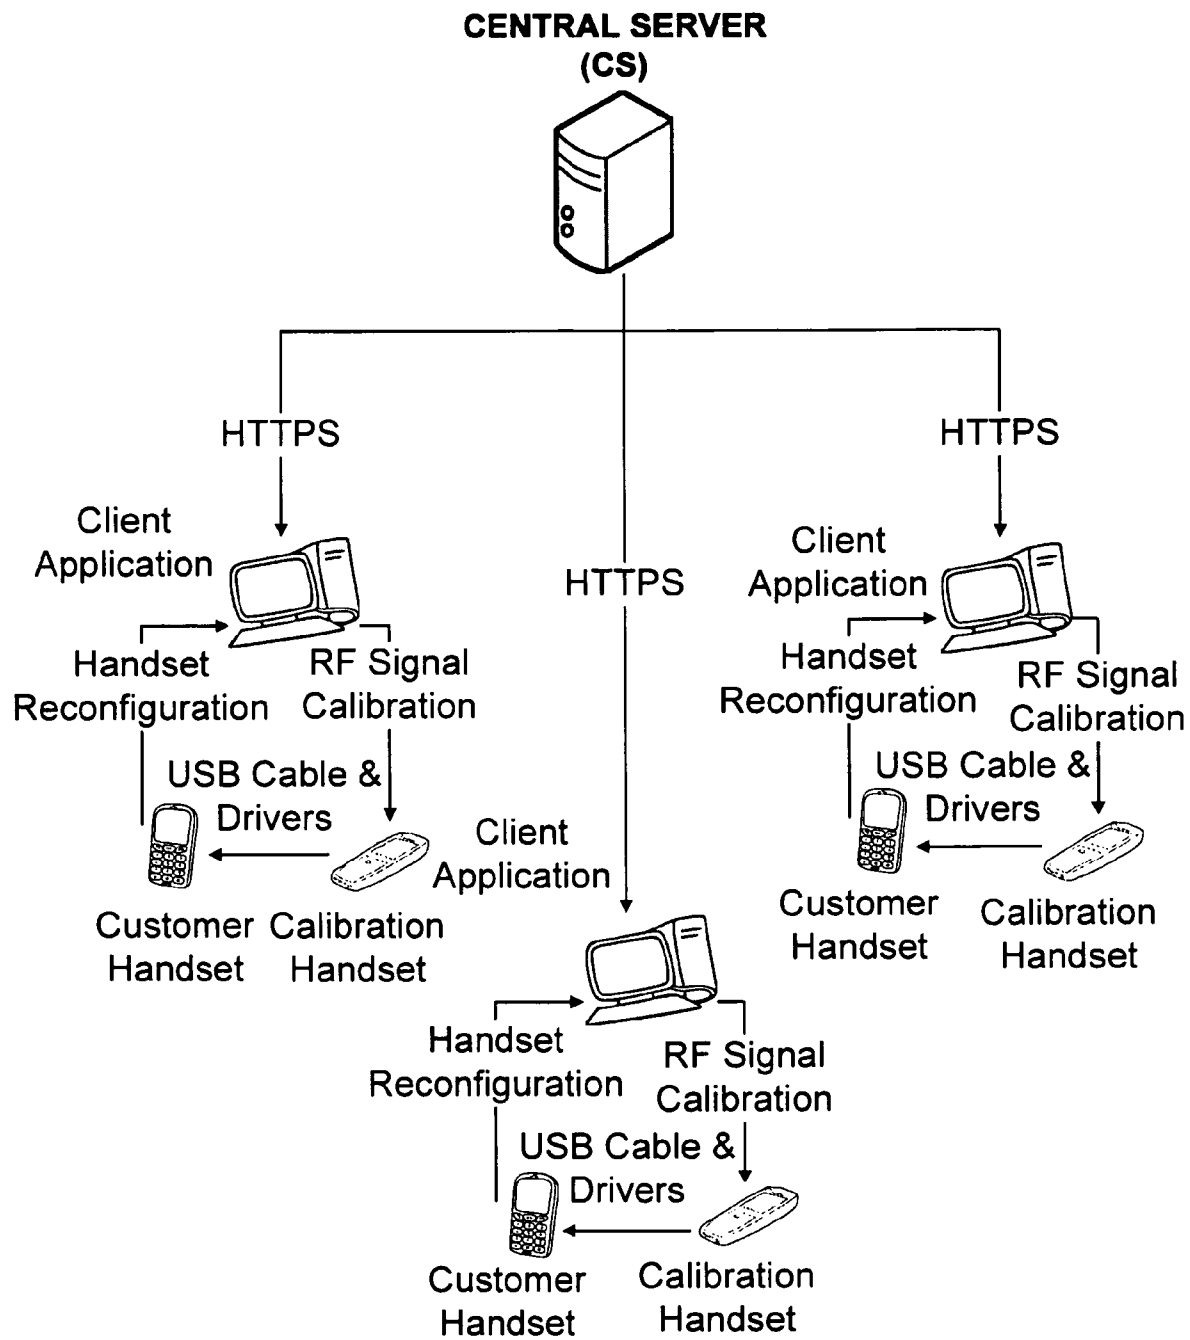 CENTRAL SERVER
(CS)
HTTPS
HTTPS
HTTPS
Client
Application
Handset
Reconfiguration
RF Signal
Calibration
USB Cable &
Drivers
Customer
Handset
Calibration
Handset
Client
Application
Handset
Reconfiguration
RF Signal
Calibration
USB Cable &
Drivers
Customer
Handset
Calibration
Handset
Client
Application
Handset
Reconfiguration
RF Signal
Calibration
USB Cable &
Drivers
Customer
Handset
Calibration
Handset